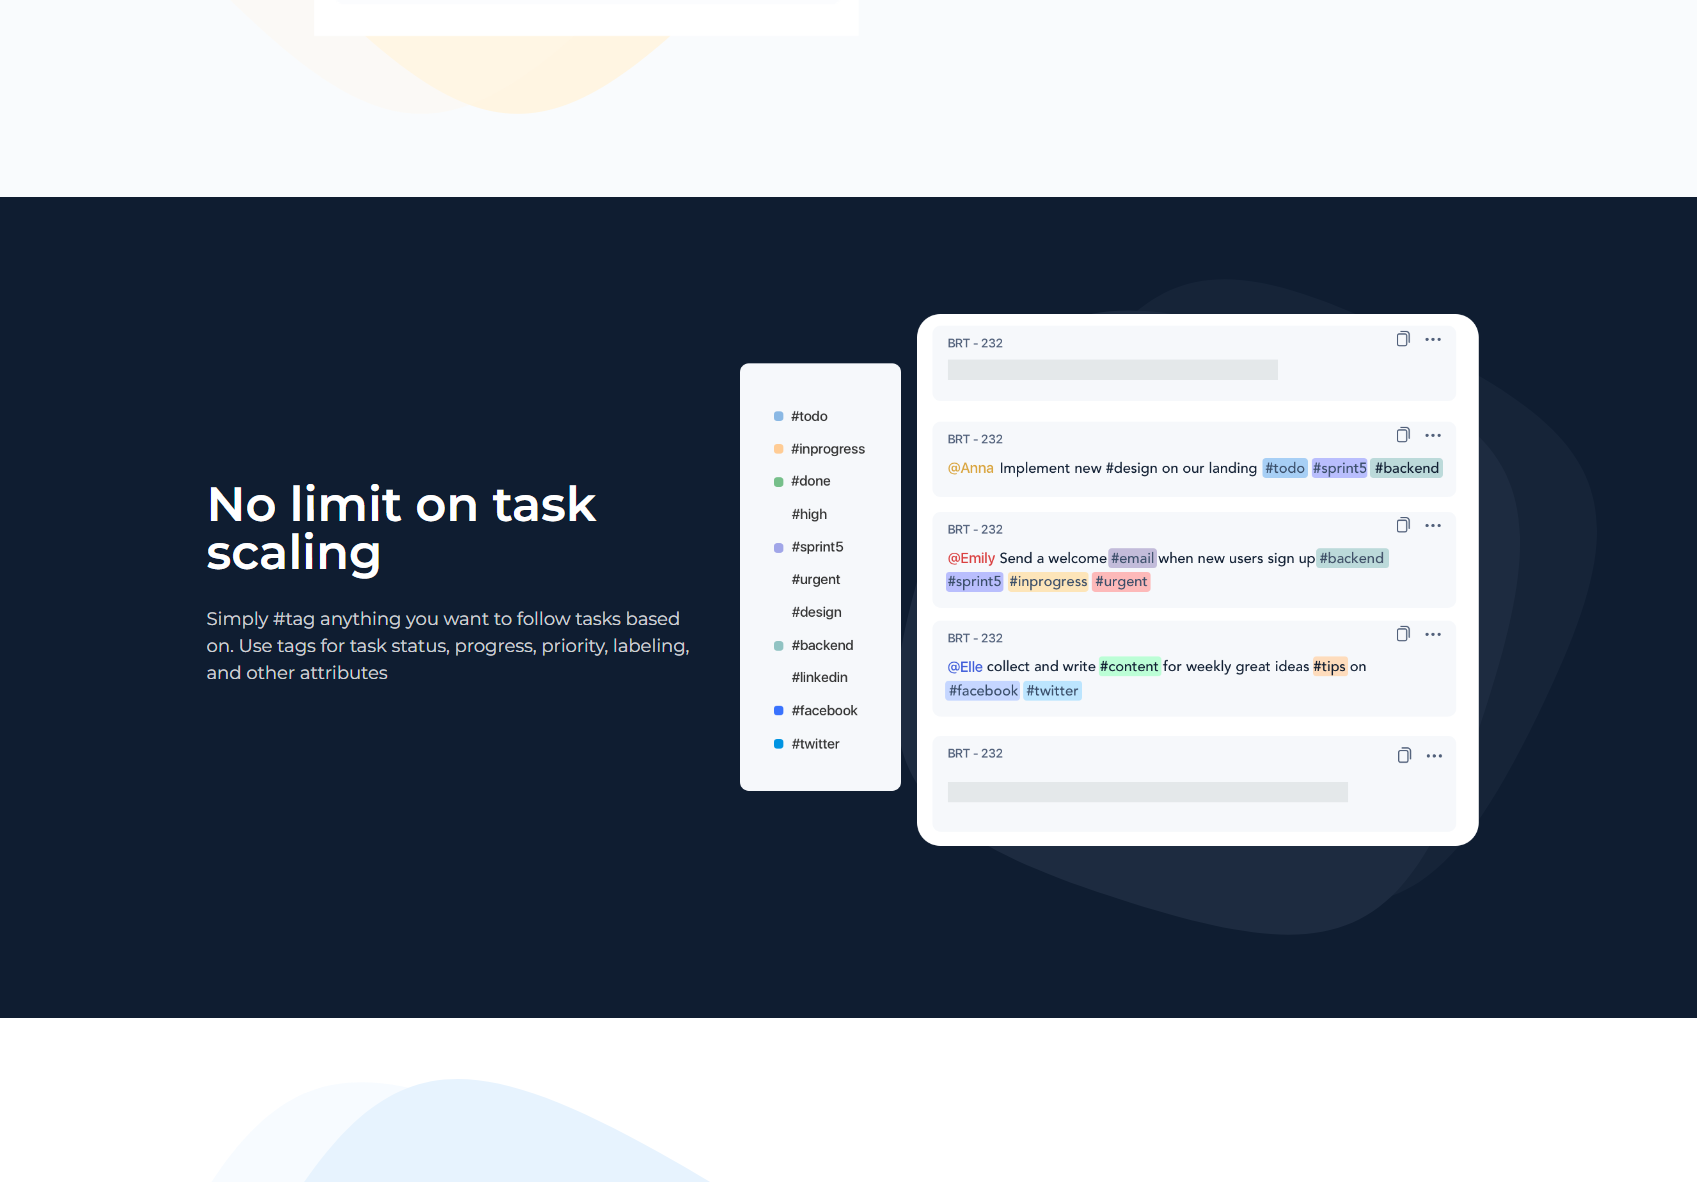 No limit on task
scaling
Simply #tag anything you want to follow tasks based
on. Use tags for task status, progress, priority, labeling,
and other attributes
#todo
#inprogress
#done
#high
#sprint5
#urgent
#design
#backend
#linkedin
#facebook
#twitter
BRT - 232
BRT - 232
@Anna Implement new #design on our landing #todo #sprint5 #backend
BRT - 232
@Emily Send a welcome #email when new users sign up #backend
#sprint5 #inprogress #urgent
BRT - 232
@Elle collect and write #content for weekly great ideas #tips on
#facebook #twitter
BRT - 232